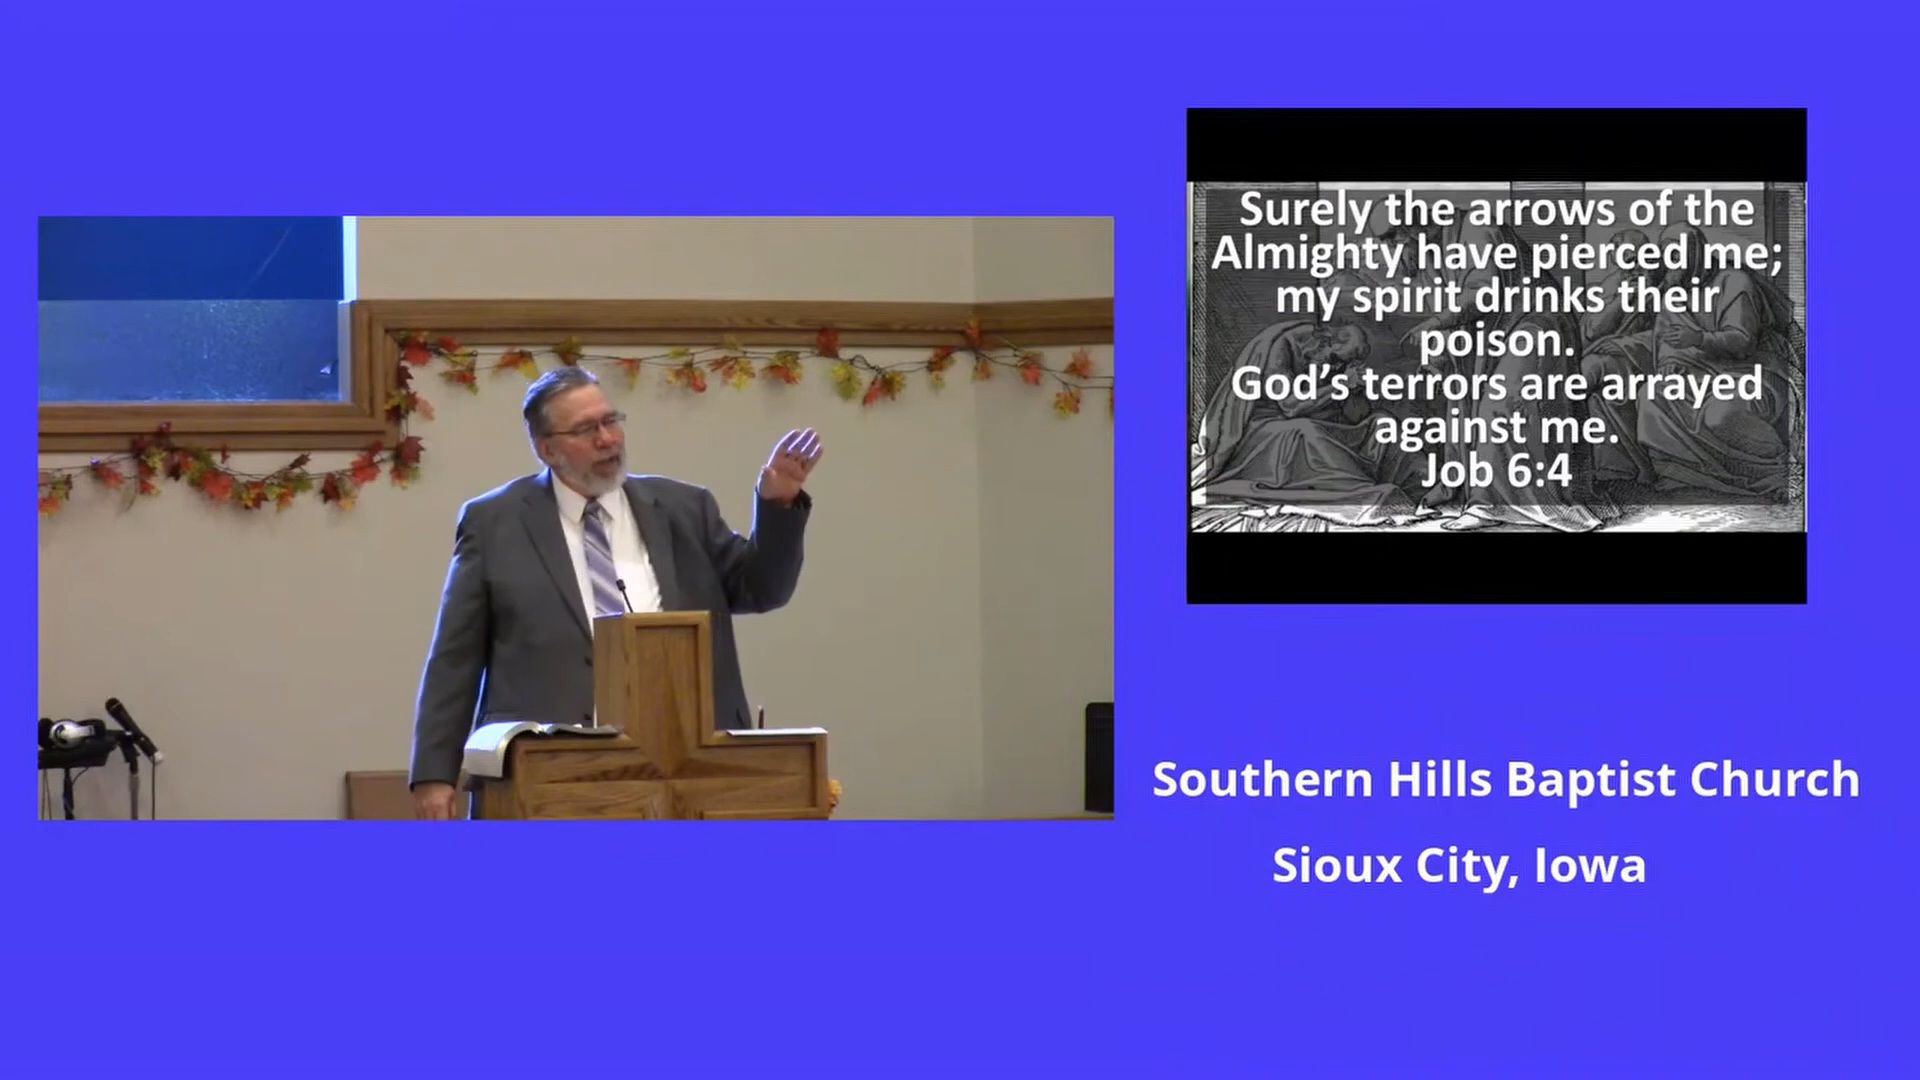 Surely the arrows of the
Almighty have pierced me;
my spirit drinks their
poison.
God's terrors are arrayed
against me.
Job 6:4
Southern Hills Baptist Church
Sioux City, Iowa